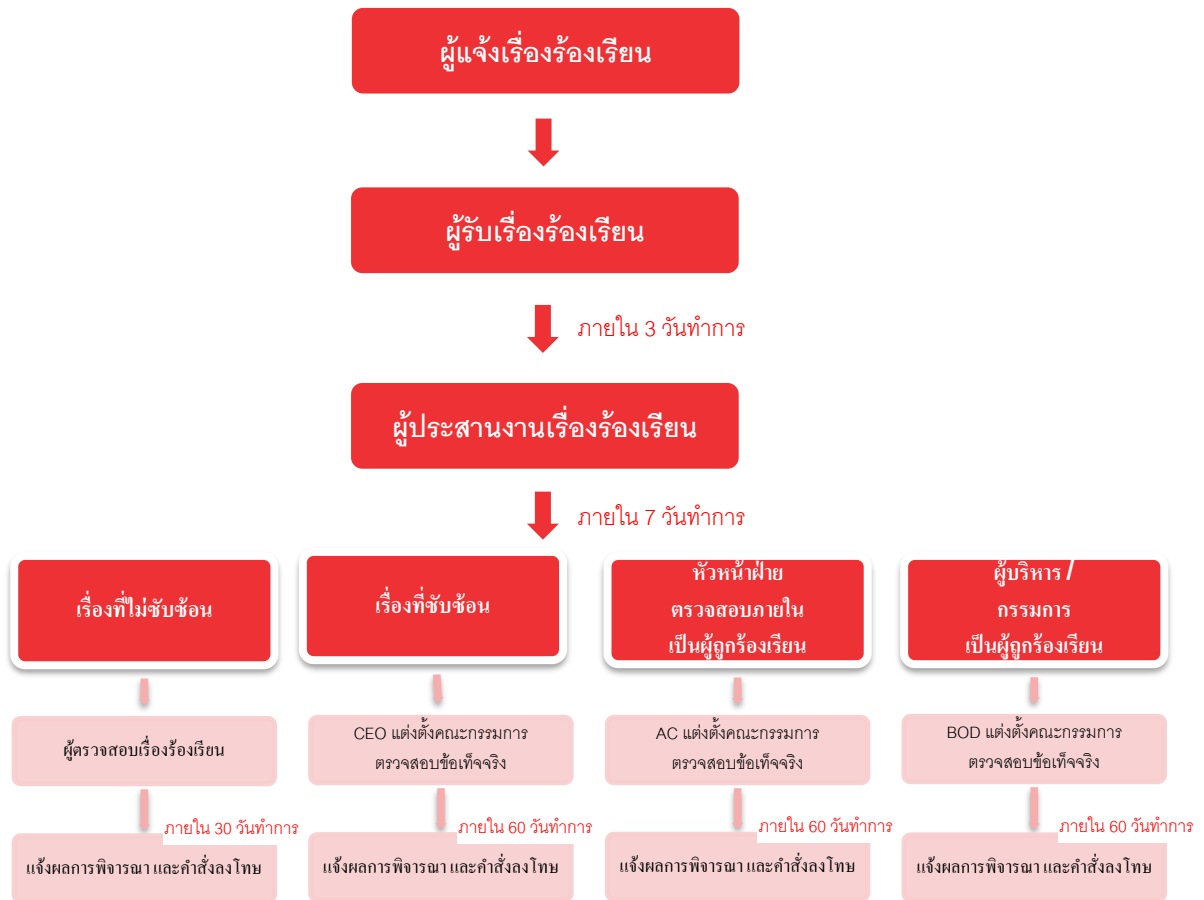 ผู้แจ้งเรื่องร้องเรียน
ผู้รับเรื่องร้องเรียน
ภายใน 3 วันทำการ
ผู้ประสานงานเรื่องร้องเรียน
ภายใน 7 วันทำการ
เรื่องที่ไม่ซับซ้อน
เรื่องที่ซับซ้อน
หัวหน้าฝ่าย
ตรวจสอบภายใน
เป็นผู้ถูกร้องเรียน
ผู้บริหาร /
กรรมการ
เป็นผู้ถูกร้องเรียน
ผู้ตรวจสอบเรื่องร้องเรียน
CEO แต่งตั้งคณะกรรมการ
ตรวจสอบข้อเท็จจริง
AC แต่งตั้งคณะกรรมการ
ตรวจสอบข้อเท็จจริง
BOD แต่งตั้งคณะกรรมการ
ตรวจสอบข้อเท็จจริง
ภายใน 30 วันทำการ
ภายใน 60 วันทำการ
ภายใน 60 วันทำการ
ภายใน 60 วันทำการ
แจ้งผลการพิจารณา และคำสั่งลงโทษ
แจ้งผลการพิจารณา และคำสั่งลงโทษ
แจ้งผลการพิจารณา และคำสั่งลงโทษ
แจ้งผลการพิจารณา และคำสั่งลงโทษ